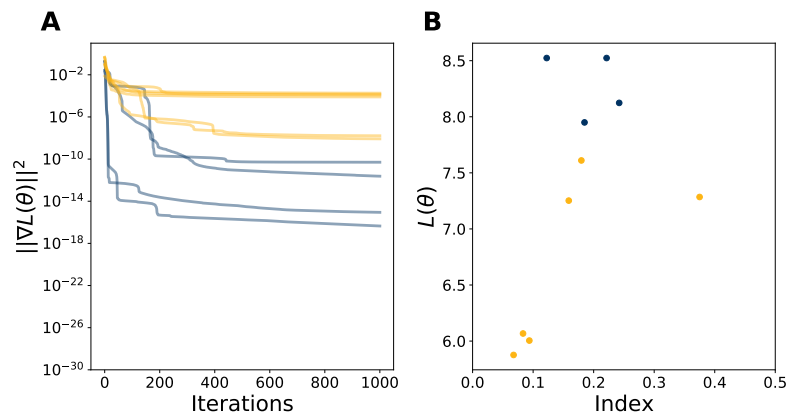 A
B
||∇L(θ)||²
10⁻²
10⁻⁶
10⁻¹⁰
10⁻¹⁴
10⁻¹⁸
10⁻²²
10⁻²⁶
10⁻³⁰
0 200 400 600 800 1000
Iterations
L(θ)
8.5
8.0
7.5
7.0
6.5
6.0
0.0 0.1 0.2 0.3 0.4 0.5
Index